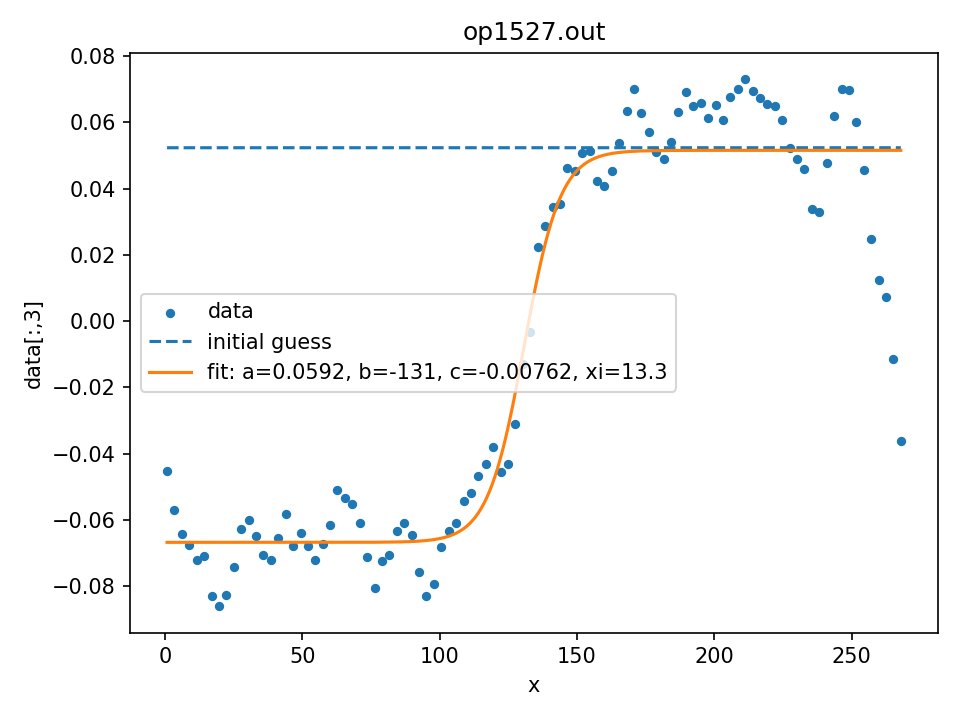 op1527.out
0.08
0.06
0.04
0.02
0.00
−0.02
−0.04
−0.06
−0.08
data[:,3]
data
initial guess
fit: a=0.0592, b=-131, c=-0.00762, xi=13.3
0 50 100 150 200 250
x